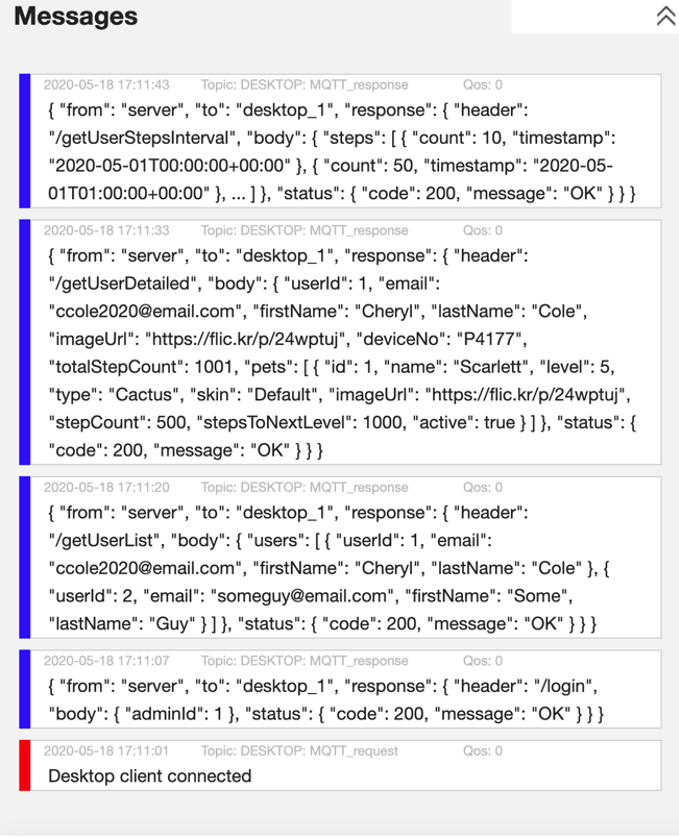 Messages
2020-05-18 17:11:43 Topic: DESKTOP: MQTT_response Qos: 0
{ "from": "server", "to": "desktop_1", "response": { "header":
"/getUserStepsInterval", "body": { "steps": [ { "count": 10, "timestamp":
"2020-05-01T00:00:00+00:00" }, { "count": 50, "timestamp": "2020-05-
01T01:00:00+00:00" }, ... ] }, "status": { "code": 200, "message": "OK" } } }
2020-05-18 17:11:33 Topic: DESKTOP: MQTT_response Qos: 0
{ "from": "server", "to": "desktop_1", "response": { "header":
"/getUserDetailed", "body": { "userId": 1, "email":
"ccole2020@email.com", "firstName": "Cheryl", "lastName": "Cole",
"imageUrl": "https://flic.kr/p/24wptuj", "deviceNo": "P4177",
"totalStepCount": 1001, "pets": [ { "id": 1, "name": "Scarlett", "level": 5,
"type": "Cactus", "skin": "Default", "imageUrl": "https://flic.kr/p/24wptuj",
"stepCount": 500, "stepsToNextLevel": 1000, "active": true } ] }, "status": {
"code": 200, "message": "OK" } } }
2020-05-18 17:11:20 Topic: DESKTOP: MQTT_response Qos: 0
{ "from": "server", "to": "desktop_1", "response": { "header":
"/getUserList", "body": { "users": [ { "userId": 1, "email":
"ccole2020@email.com", "firstName": "Cheryl", "lastName": "Cole" }, {
"userId": 2, "email": "someguy@email.com", "firstName": "Some",
"lastName": "Guy" } ] }, "status": { "code": 200, "message": "OK" } } }
2020-05-18 17:11:07 Topic: DESKTOP: MQTT_response Qos: 0
{ "from": "server", "to": "desktop_1", "response": { "header": "/login",
"body": { "adminId": 1 }, "status": { "code": 200, "message": "OK" } } }
2020-05-18 17:11:01 Topic: DESKTOP: MQTT_request Qos: 0
Desktop client connected